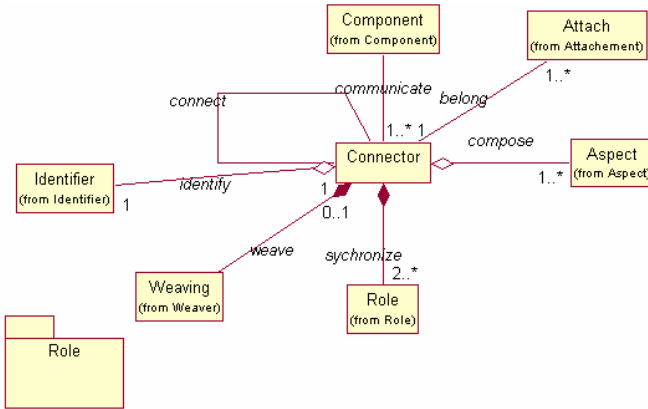 Component
(from Component)
Attach
(from Attachement)
communicate
1..*
connect
belong
1..*
1
compose
Connector
Aspect
(from Aspect)
1..*
Identifier
(from Identifier)
identify
1
1
0..1
weave
sychronize
2..*
Weaving
(from Weaver)
Role
(from Role)
Role